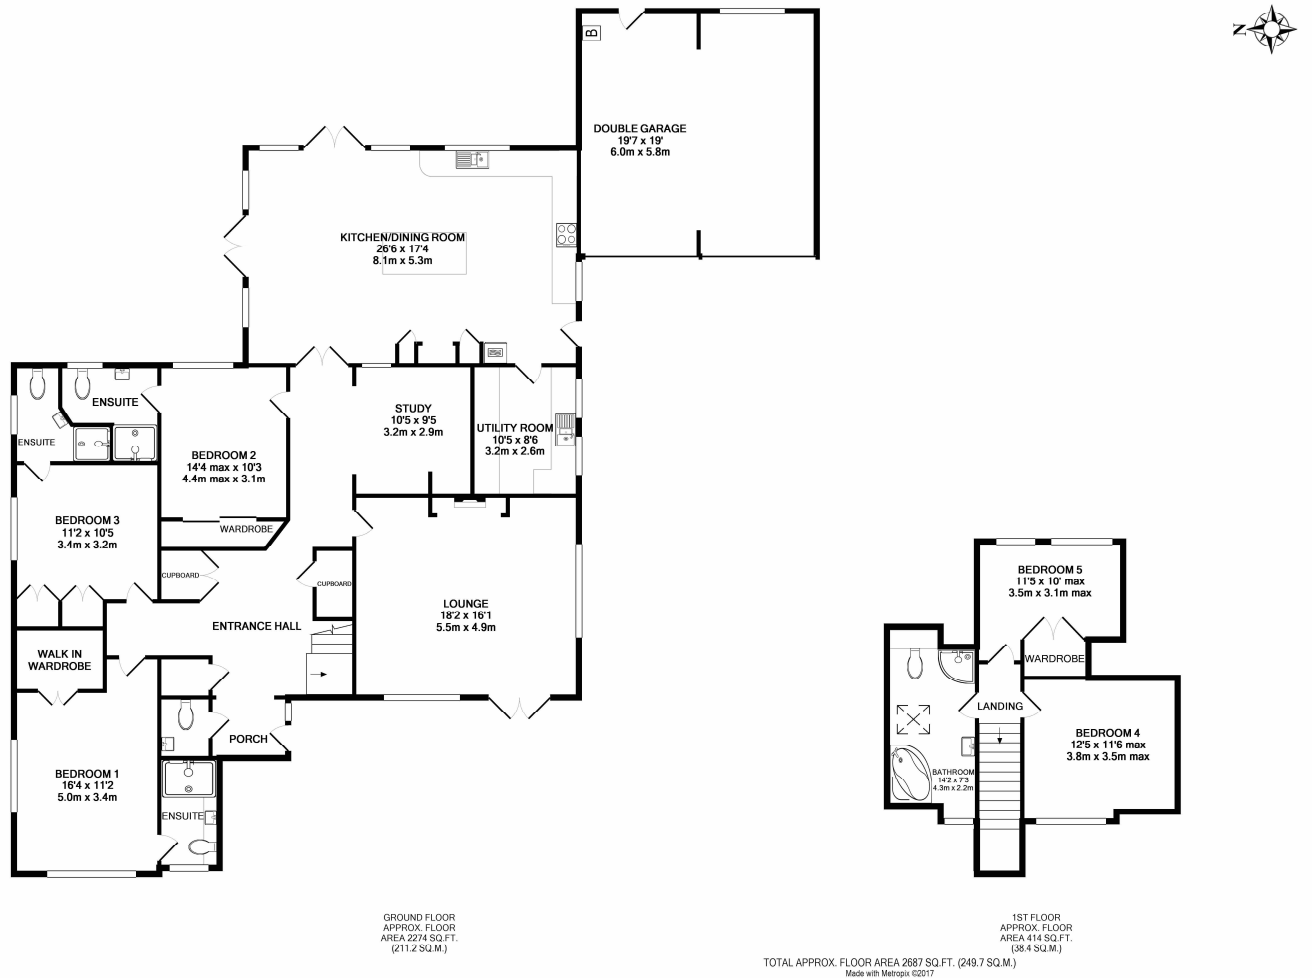 N
B
DOUBLE GARAGE
19'7 x 19'
6.0m x 5.8m
KITCHEN/DINING ROOM
26'6 x 17'4
8.1m x 5.3m
ENSUITE
ENSUITE
BEDROOM 2
14'4 max x 10'3
4.4m max x 3.1m
STUDY
10'5 x 9'5
3.2m x 2.9m
UTILITY ROOM
10'5 x 8'6
3.2m x 2.6m
BEDROOM 3
11'2 x 10'5
3.4m x 3.2m
WARDROBE
CUPBOARD
CUPBOARD
LOUNGE
18'2 x 16'1
5.5m x 4.9m
ENTRANCE HALL
WALK IN
WARDROBE
PORCH
BEDROOM 1
16'4 x 11'2
5.0m x 3.4m
ENSUITE
BEDROOM 5
11'5 x 10' max
3.5m x 3.1m max
WARDROBE
LANDING
BEDROOM 4
12'5 x 11'6 max
3.8m x 3.5m max
BATHROOM
14'2 x 7'3
4.3m x 2.2m
GROUND FLOOR
APPROX. FLOOR
AREA 2274 SQ.FT.
(211.2 SQ.M.)
1ST FLOOR
APPROX. FLOOR
AREA 414 SQ.FT.
(38.4 SQ.M.)
TOTAL APPROX. FLOOR AREA 2687 SQ.FT. (249.7 SQ.M.)
Made with Metropix ©2017